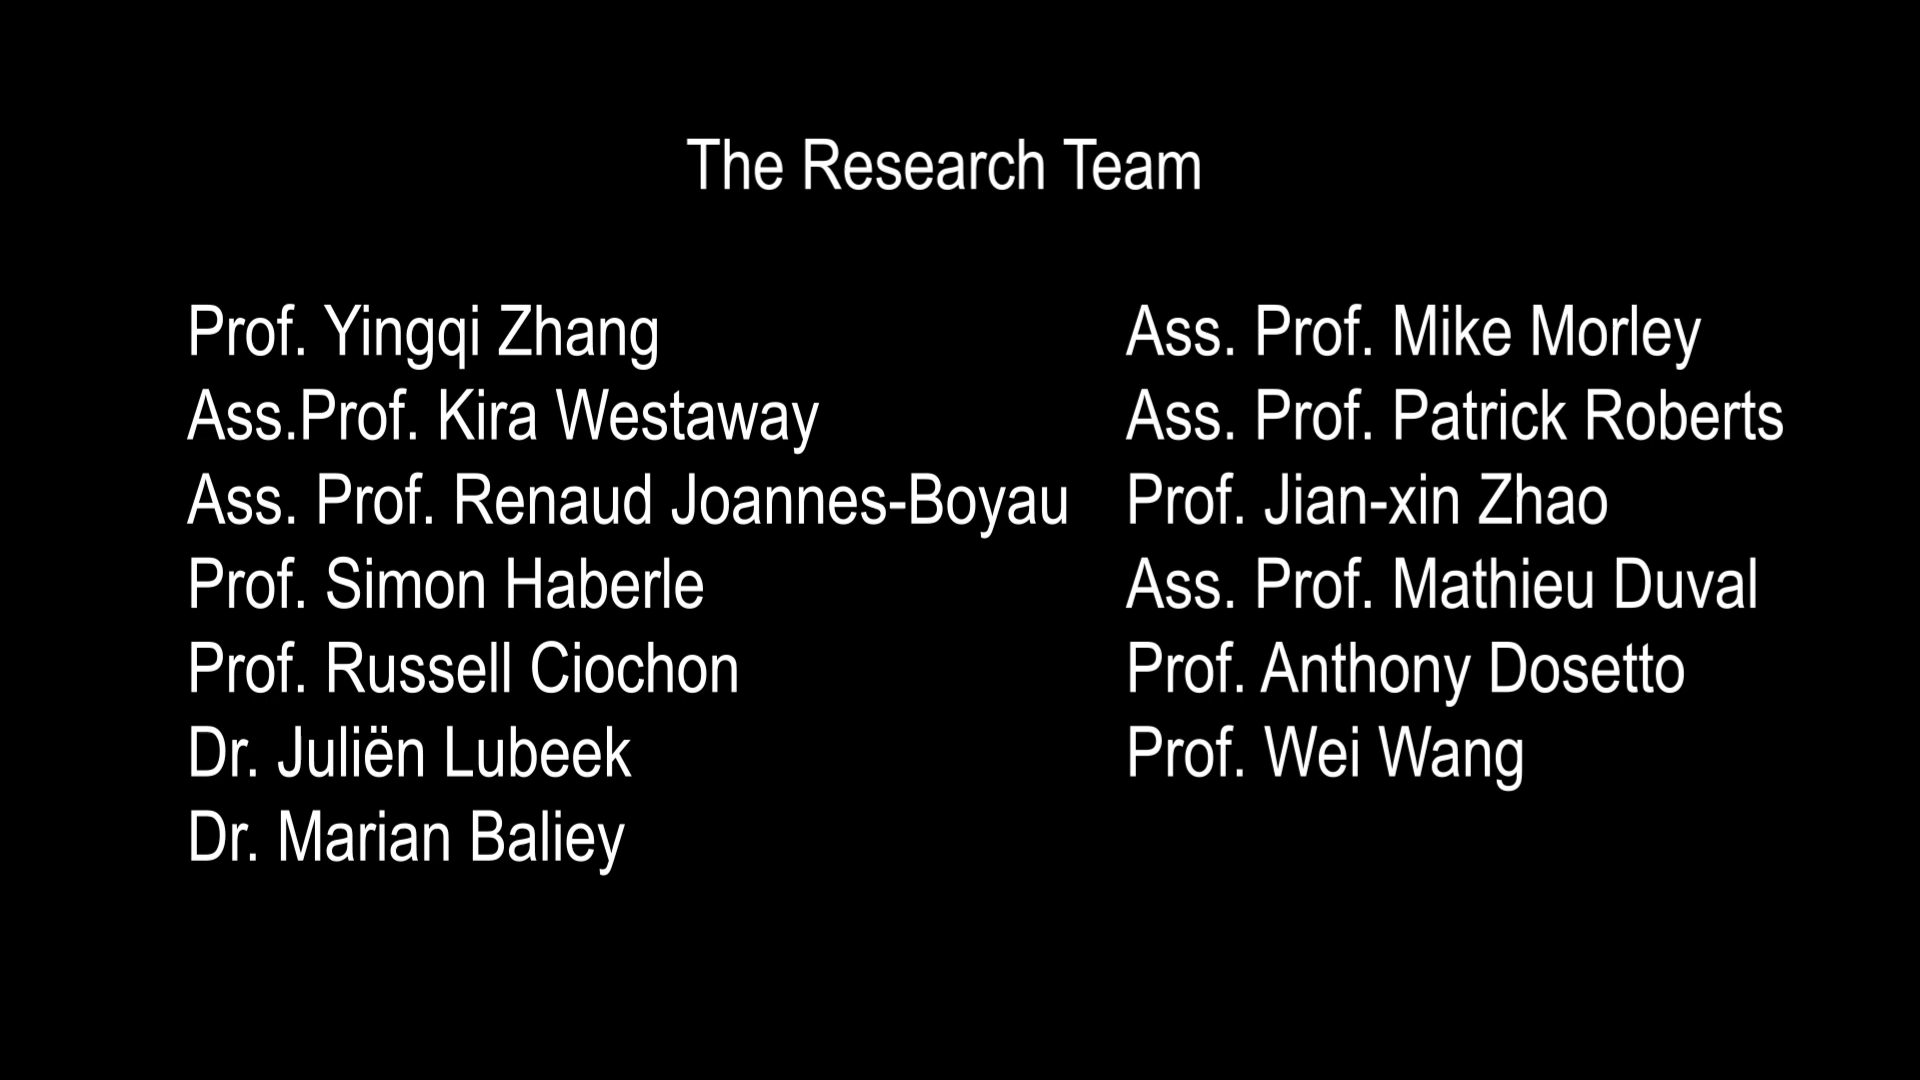 The Research Team
Prof. Yingqi Zhang
Ass.Prof. Kira Westaway
Ass. Prof. Renaud Joannes-Boyau
Prof. Simon Haberle
Prof. Russell Ciochon
Dr. Juliën Lubeek
Dr. Marian Baliey
Ass. Prof. Mike Morley
Ass. Prof. Patrick Roberts
Prof. Jian-xin Zhao
Ass. Prof. Mathieu Duval
Prof. Anthony Dosetto
Prof. Wei Wang